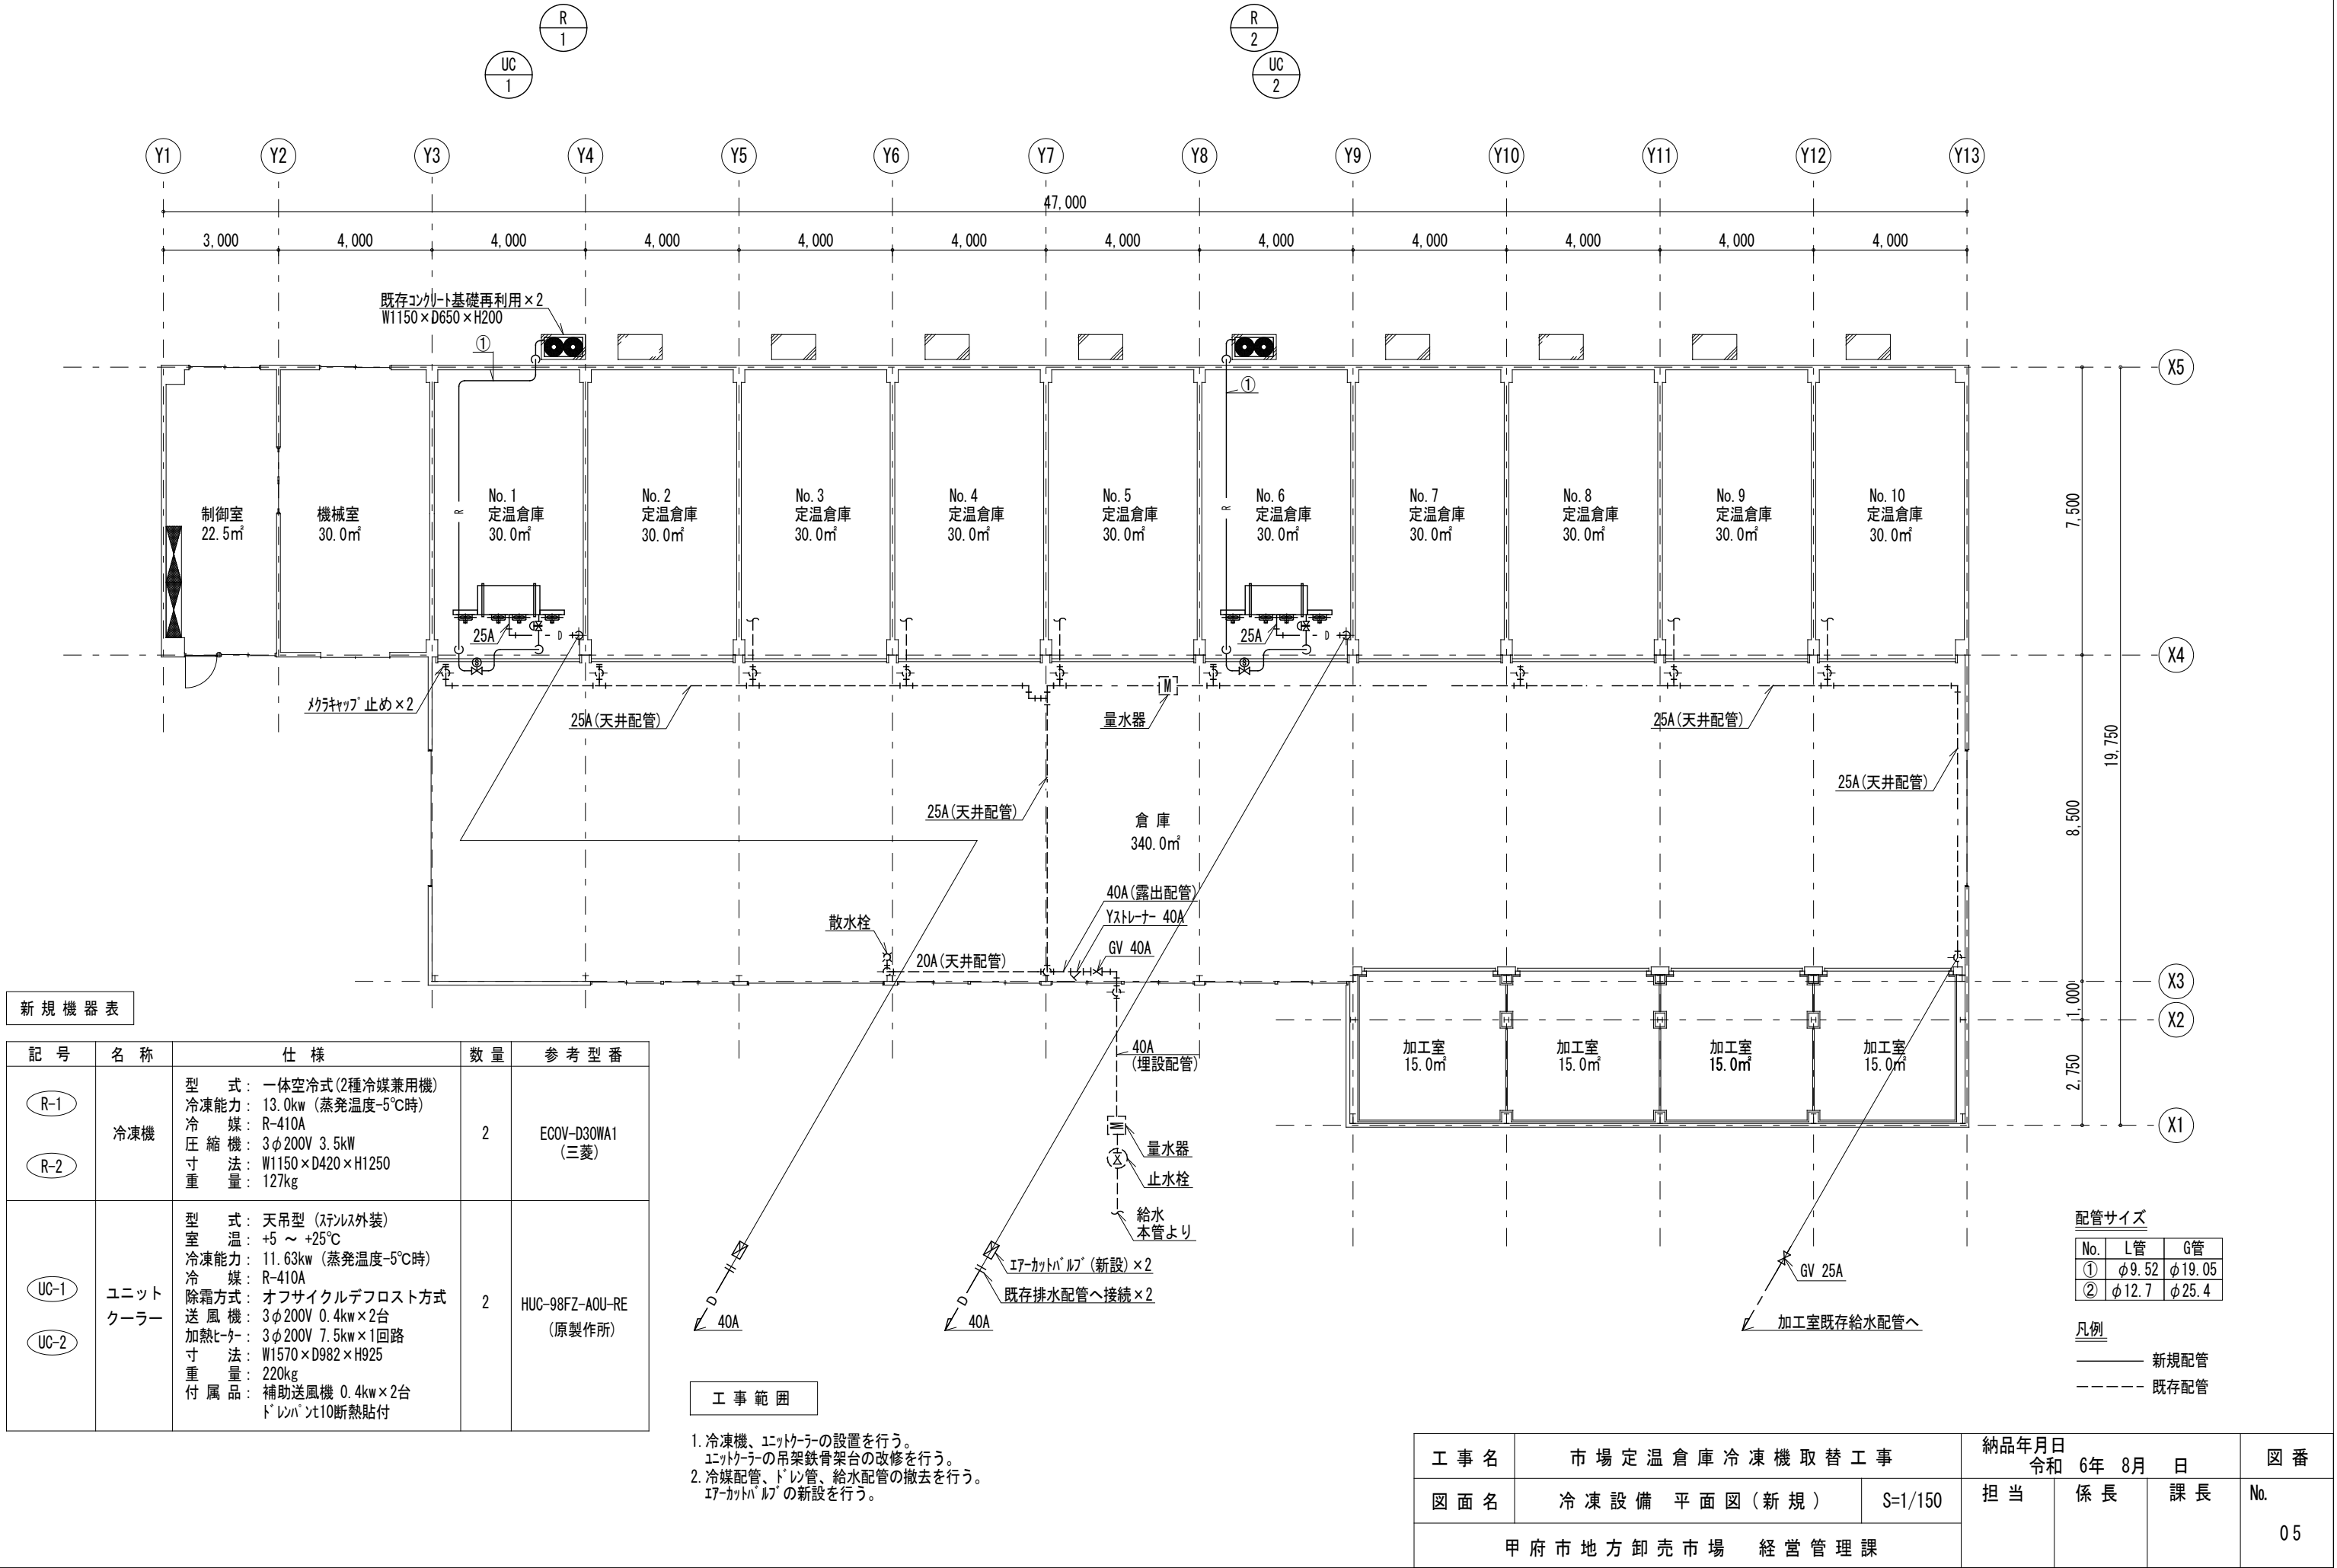 R
1
R
2
UC
1
UC
2
Y1 Y2 Y3 Y4 Y5 Y6 Y7 Y8 Y9 Y10 Y11 Y12 Y13
47,000
3,000 4,000 4,000 4,000 4,000 4,000 4,000 4,000 4,000 4,000 4,000 4,000
既存ｺﾝｸﾘｰﾄ基礎再利用×2
W1150×D650×H200
①
①
X5
制御室
22.5㎡
機械室
30.0㎡
R
No.1
定温倉庫
30.0㎡
No.2
定温倉庫
30.0㎡
No.3
定温倉庫
30.0㎡
No.4
定温倉庫
30.0㎡
No.5
定温倉庫
30.0㎡
R
No.6
定温倉庫
30.0㎡
No.7
定温倉庫
30.0㎡
No.8
定温倉庫
30.0㎡
No.9
定温倉庫
30.0㎡
No.10
定温倉庫
30.0㎡
7,500
25A
D
25A
D
S
S
X4
ﾒｸﾗｷｬｯﾌﾟ止め×2
25A(天井配管)
M
量水器
25A(天井配管)
25A(天井配管)
25A(天井配管)
19,750
8,500
倉 庫
340.0㎡
40A(露出配管)
Yｽﾄﾚｰﾅｰ 40A
GV 40A
散水栓
20A(天井配管)
X3
1,000
X2
加工室
15.0㎡
加工室
15.0㎡
加工室
15.0㎡
加工室
15.0㎡
2,750
X1
40A
(埋設配管)
M
量水器
X
止水栓
給水
本管より
ｴｱｰｶｯﾄﾊﾞﾙﾌﾞ(新設)×2
既存排水配管へ接続×2
D
40A
D
40A
GV 25A
加工室既存給水配管へ
新 規 機 器 表
記 号 名 称 仕 様 数 量 参 考 型 番
R-1
R-2
冷凍機
型 式： 一体空冷式(2種冷媒兼用機)
冷凍能力： 13.0kw (蒸発温度-5℃時)
冷 媒： R-410A
圧 縮 機： 3φ200V 3.5kW
寸 法： W1150×D420×H1250
重 量： 127kg
2
ECOV-D30WA1
(三菱)
UC-1
UC-2
ユニット
クーラー
型 式： 天吊型 (ｽﾃﾝﾚｽ外装)
室 温： +5 ～ +25℃
冷凍能力： 11.63kw (蒸発温度-5℃時)
冷 媒： R-410A
除霜方式： オフサイクルデフロスト方式
送 風 機： 3φ200V 0.4kw×2台
加熱ﾋｰﾀｰ： 3φ200V 7.5kw×1回路
寸 法： W1570×D982×H925
重 量： 220kg
付 属 品： 補助送風機 0.4kw×2台
ﾄﾞﾚﾝﾊﾟﾝt10断熱貼付
2
HUC-98FZ-AOU-RE
(原製作所)
工 事 範 囲
1.冷凍機、ﾕﾆｯﾄｸｰﾗｰの設置を行う。
ﾕﾆｯﾄｸｰﾗｰの吊架鉄骨架台の改修を行う。
2.冷媒配管、ﾄﾞﾚﾝ管、給水配管の撤去を行う。
ｴｱｰｶｯﾄﾊﾞﾙﾌﾞの新設を行う。
配管サイズ
No. L管 G管
① φ9.52 φ19.05
② φ12.7 φ25.4
凡例
新規配管
既存配管
工 事 名 市 場 定 温 倉 庫 冷 凍 機 取 替 工 事
図 面 名 冷 凍 設 備 平 面 図 ( 新 規 ) S=1/150
甲 府 市 地 方 卸 売 市 場 経 営 管 理 課
納品年月日
令和 6年 8月 日
担 当 係 長 課 長
図 番
No.
05